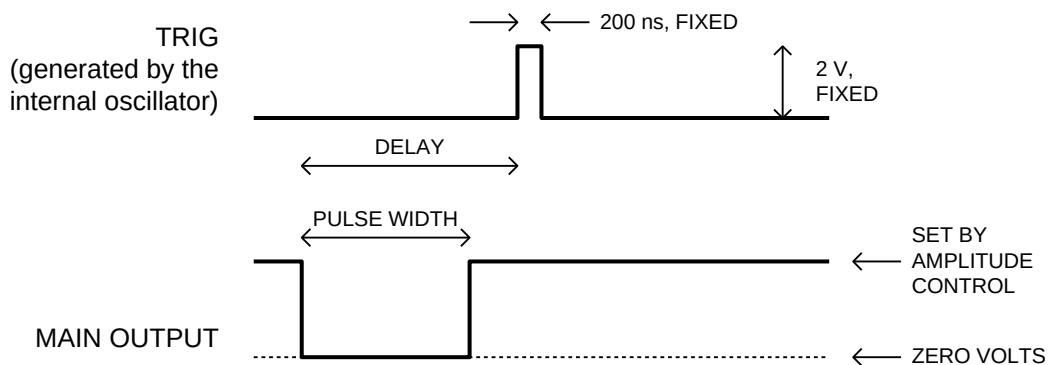 TRIG
(generated by the
internal oscillator)
200 ns, FIXED
2 V,
FIXED
DELAY
PULSE WIDTH
MAIN OUTPUT
SET BY
AMPLITUDE
CONTROL
ZERO VOLTS